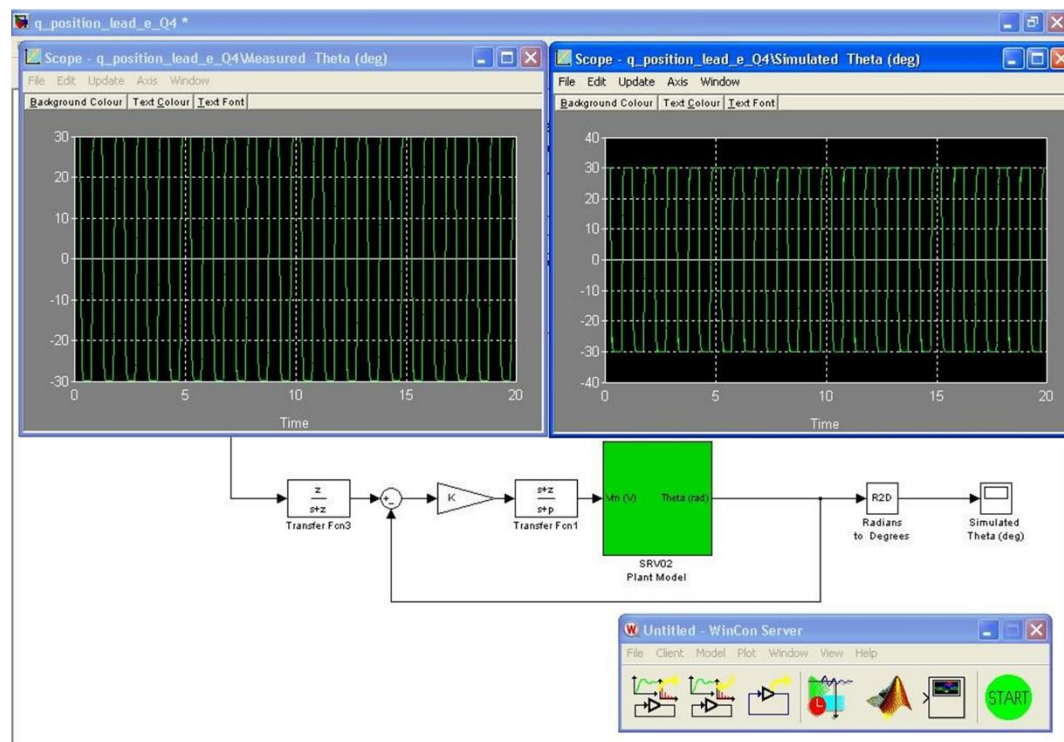 q_position_lead_e_Q4 *
Scope - q_position_lead_e_Q4\Measured Theta (deg)
File Edit Update Axis Window
Background Colour Text Colour Text Font
30
20
10
0
-10
-20
-30
0 5 10 15 20
Time
Scope - q_position_lead_e_Q4\Simulated Theta (deg)
File Edit Update Axis Window
Background Colour Text Colour Text Font
40
30
20
10
0
-10
-20
-30
-40
0 5 10 15 20
Time
z
s+z
Transfer Fcn3
+
-
K
s+z
s+p
Transfer Fcn1
Vm (V) Theta (rad)
SRV02
Plant Model
R2D
Radians
to Degrees
Simulated
Theta (deg)
W Untitled - WinCon Server
File Client Model Plot Window View Help
START